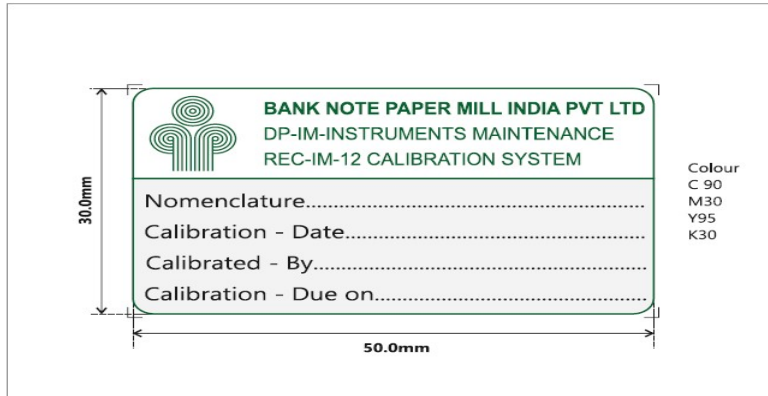 BANK NOTE PAPER MILL INDIA PVT LTD
DP-IM-INSTRUMENTS MAINTENANCE
REC-IM-12 CALIBRATION SYSTEM
Nomenclature..................................................................
Calibration - Date..........................................................
Calibrated - By................................................................
Calibration - Due on.....................................................
30.0mm
50.0mm
Colour
C 90
M30
Y95
K30